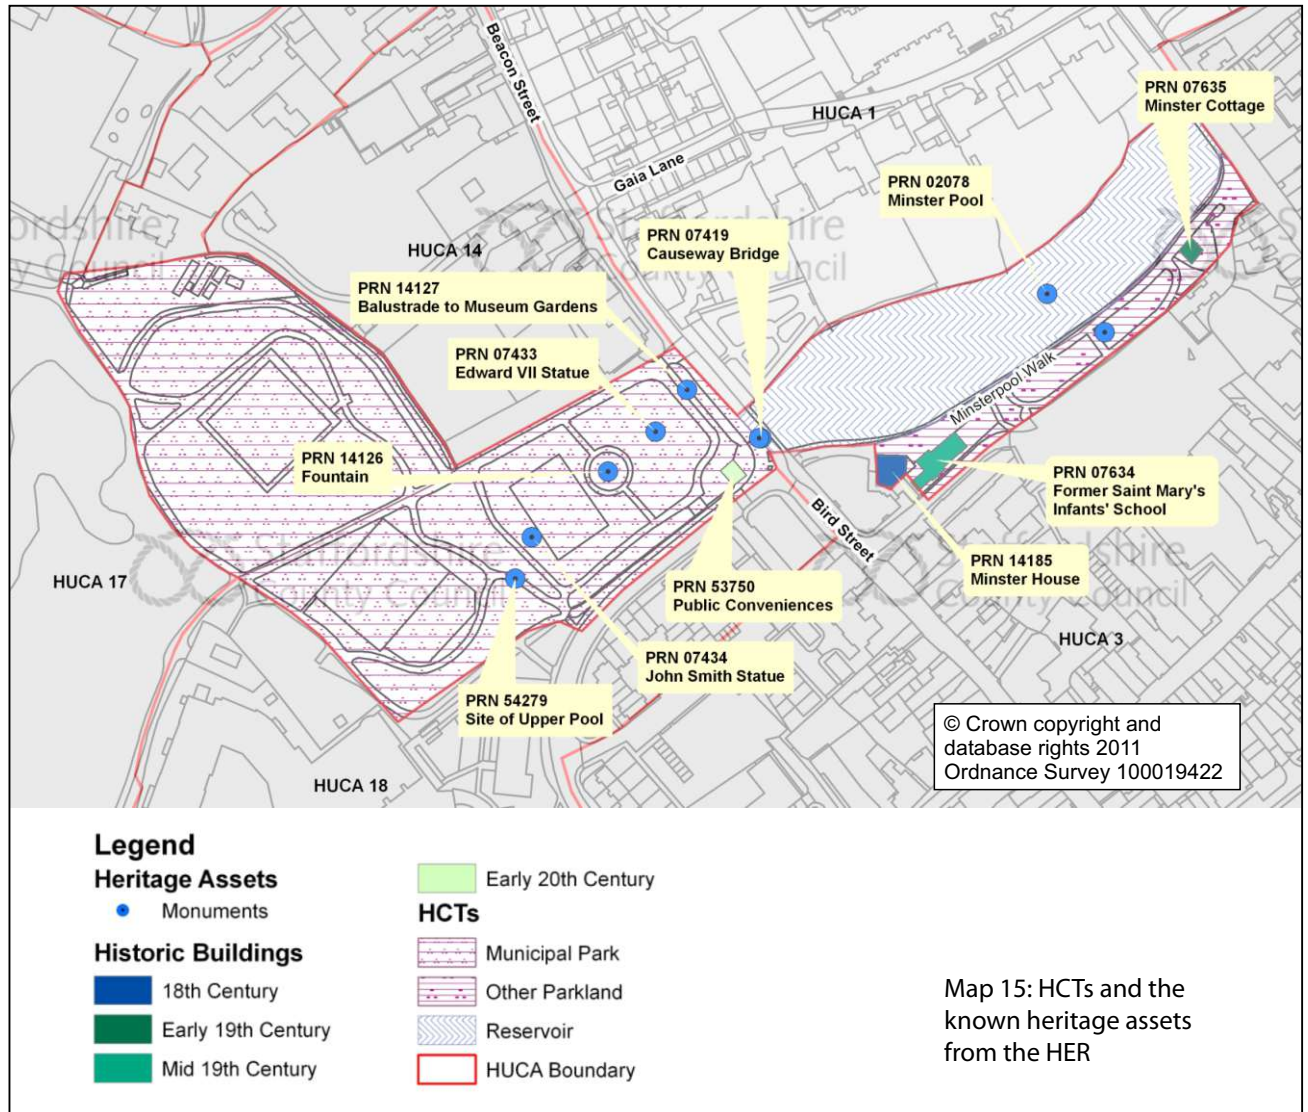 Beacon Street
PRN 07635
Minster Cottage
HUCA 1
Gaia Lane
PRN 02078
Minster Pool
Staffordshire
County Council
HUCA 14
PRN 07419
Causeway Bridge
PRN 14127
Balustrade to Museum Gardens
PRN 07433
Edward VII Statue
Minsterpool Walk
PRN 14126
Fountain
PRN 07634
Former Saint Mary's
Infants' School
Bird Street
Staffordshire
County Council
HUCA 17
PRN 14185
Minster House
PRN 53750
Public Conveniences
HUCA 3
PRN 07434
John Smith Statue
PRN 54279
Site of Upper Pool
HUCA 18
© Crown copyright and
database rights 2011
Ordnance Survey 100019422
Legend
Heritage Assets
Monuments
Historic Buildings
18th Century
Early 19th Century
Mid 19th Century
Early 20th Century
HCTs
Municipal Park
Other Parkland
Reservoir
HUCA Boundary
Map 15: HCTs and the
known heritage assets
from the HER